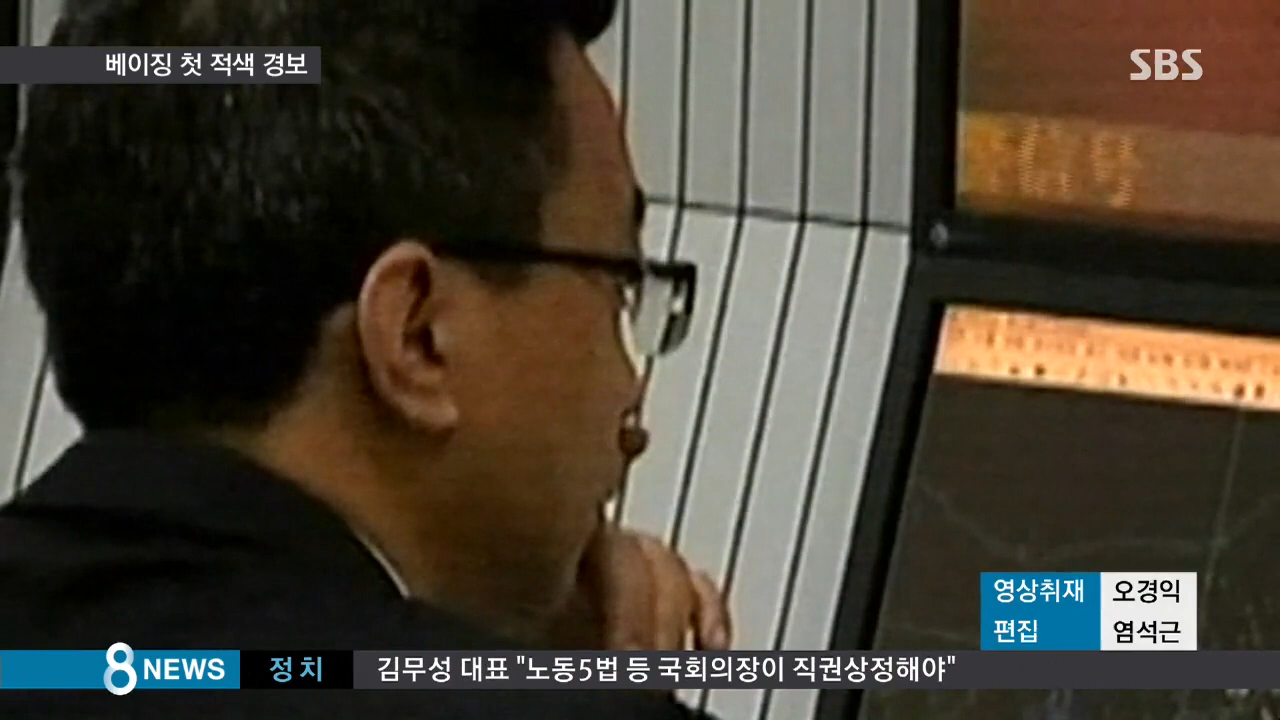 베이징 첫 적색 경보
SBS
영상취재 오경익
편집 염석근
8 NEWS 정치 김무성 대표 "노동5법 등 국회의장이 직권상정해야"